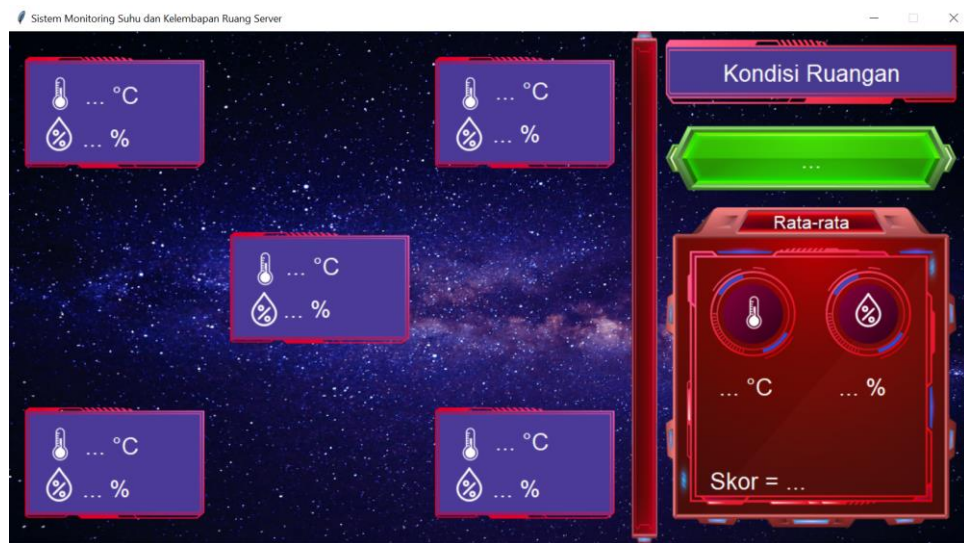 Sistem Monitoring Suhu dan Kelembapan Ruang Server
... °C
... %
... °C
... %
... °C
... %
... °C
... %
... °C
... %
Kondisi Ruangan
...
Rata-rata
... °C
... %
Skor = ...